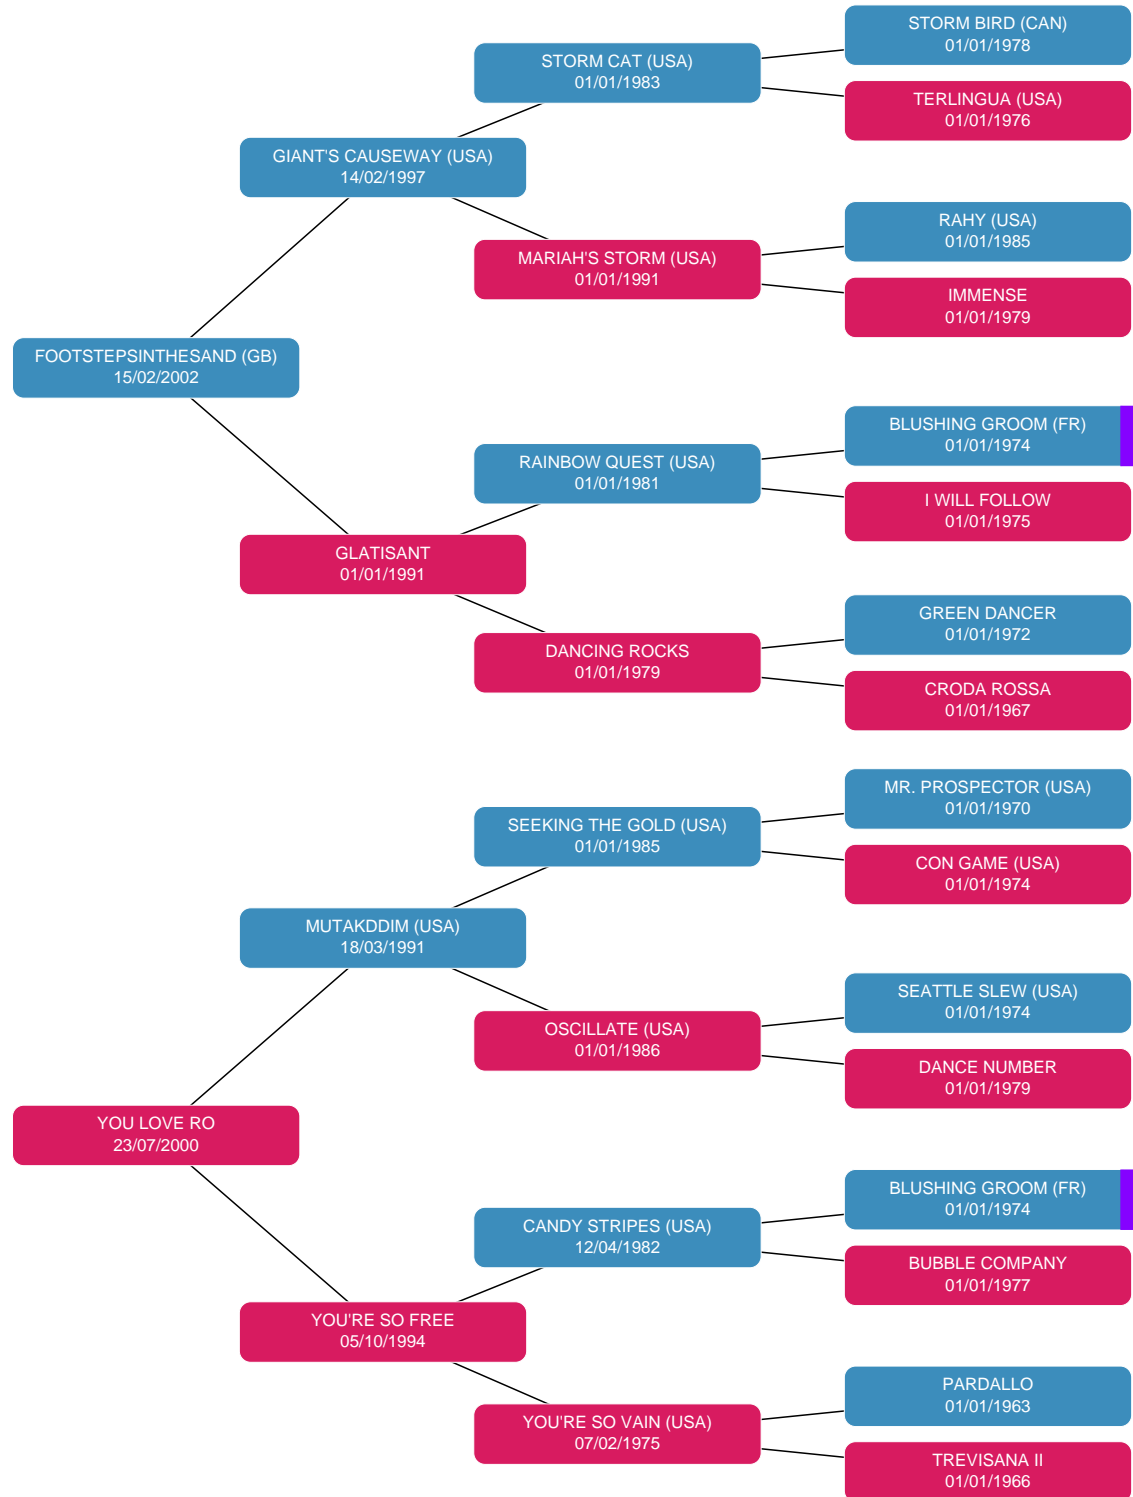 STORM BIRD (CAN)
01/01/1978
STORM CAT (USA)
01/01/1983
TERLINGUA (USA)
01/01/1976
GIANT'S CAUSEWAY (USA)
14/02/1997
RAHY (USA)
01/01/1985
MARIAH'S STORM (USA)
01/01/1991
IMMENSE
01/01/1979
FOOTSTEPSINTHESAND (GB)
15/02/2002
BLUSHING GROOM (FR)
01/01/1974
RAINBOW QUEST (USA)
01/01/1981
I WILL FOLLOW
01/01/1975
GLATISANT
01/01/1991
GREEN DANCER
01/01/1972
DANCING ROCKS
01/01/1979
CRODA ROSSA
01/01/1967
MR. PROSPECTOR (USA)
01/01/1970
SEEKING THE GOLD (USA)
01/01/1985
CON GAME (USA)
01/01/1974
MUTAKDDIM (USA)
18/03/1991
SEATTLE SLEW (USA)
01/01/1974
OSCILLATE (USA)
01/01/1986
DANCE NUMBER
01/01/1979
YOU LOVE RO
23/07/2000
BLUSHING GROOM (FR)
01/01/1974
CANDY STRIPES (USA)
12/04/1982
BUBBLE COMPANY
01/01/1977
YOU'RE SO FREE
05/10/1994
PARDALLO
01/01/1963
YOU'RE SO VAIN (USA)
07/02/1975
TREVISANA II
01/01/1966